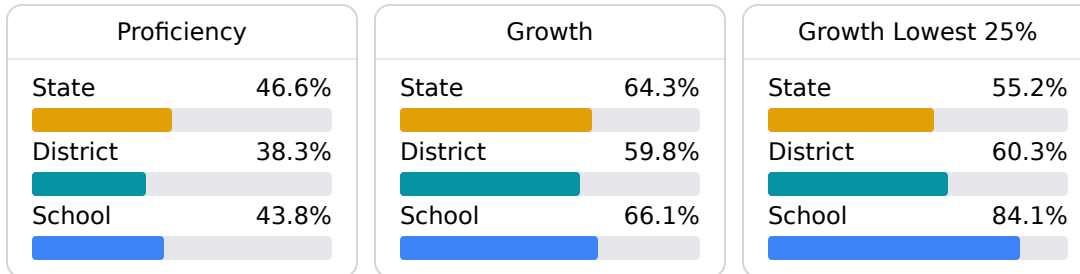 Proficiency
State 46.6%
District 38.3%
School 43.8%
Growth
State 64.3%
District 59.8%
School 66.1%
Growth Lowest 25%
State 55.2%
District 60.3%
School 84.1%